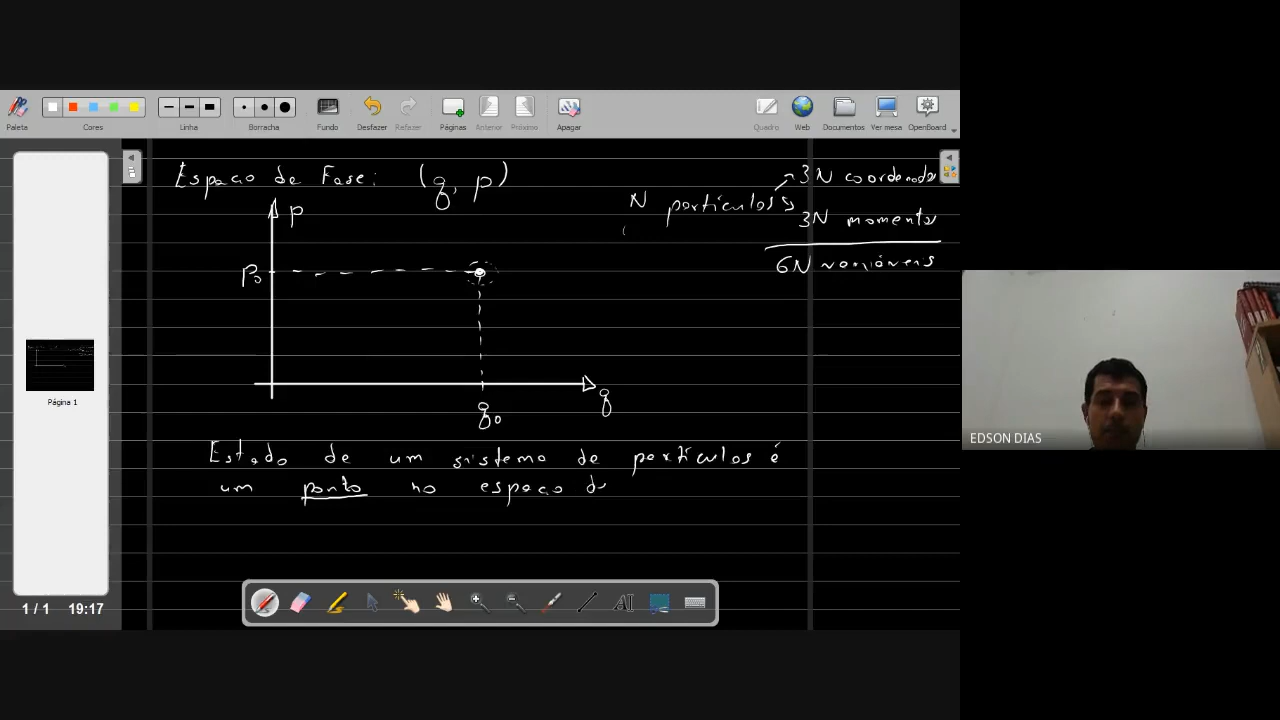 Paleta
Cores
Linha
Borracha
Fundo
Desfazer
Refazer
Páginas
Anterior
Próximo
Apagar
Quadro
Web
Documentos
Ver mesa
OpenBoard
Espaço de Fase: (q, p)
N partículas
3N coordenadas
3N momenta
6N variáveis
p
p₀
q₀
q
Estado de um sistema de partículas é
um ponto no espaço de
Página 1
1 / 1 19:17
EDSON DIAS